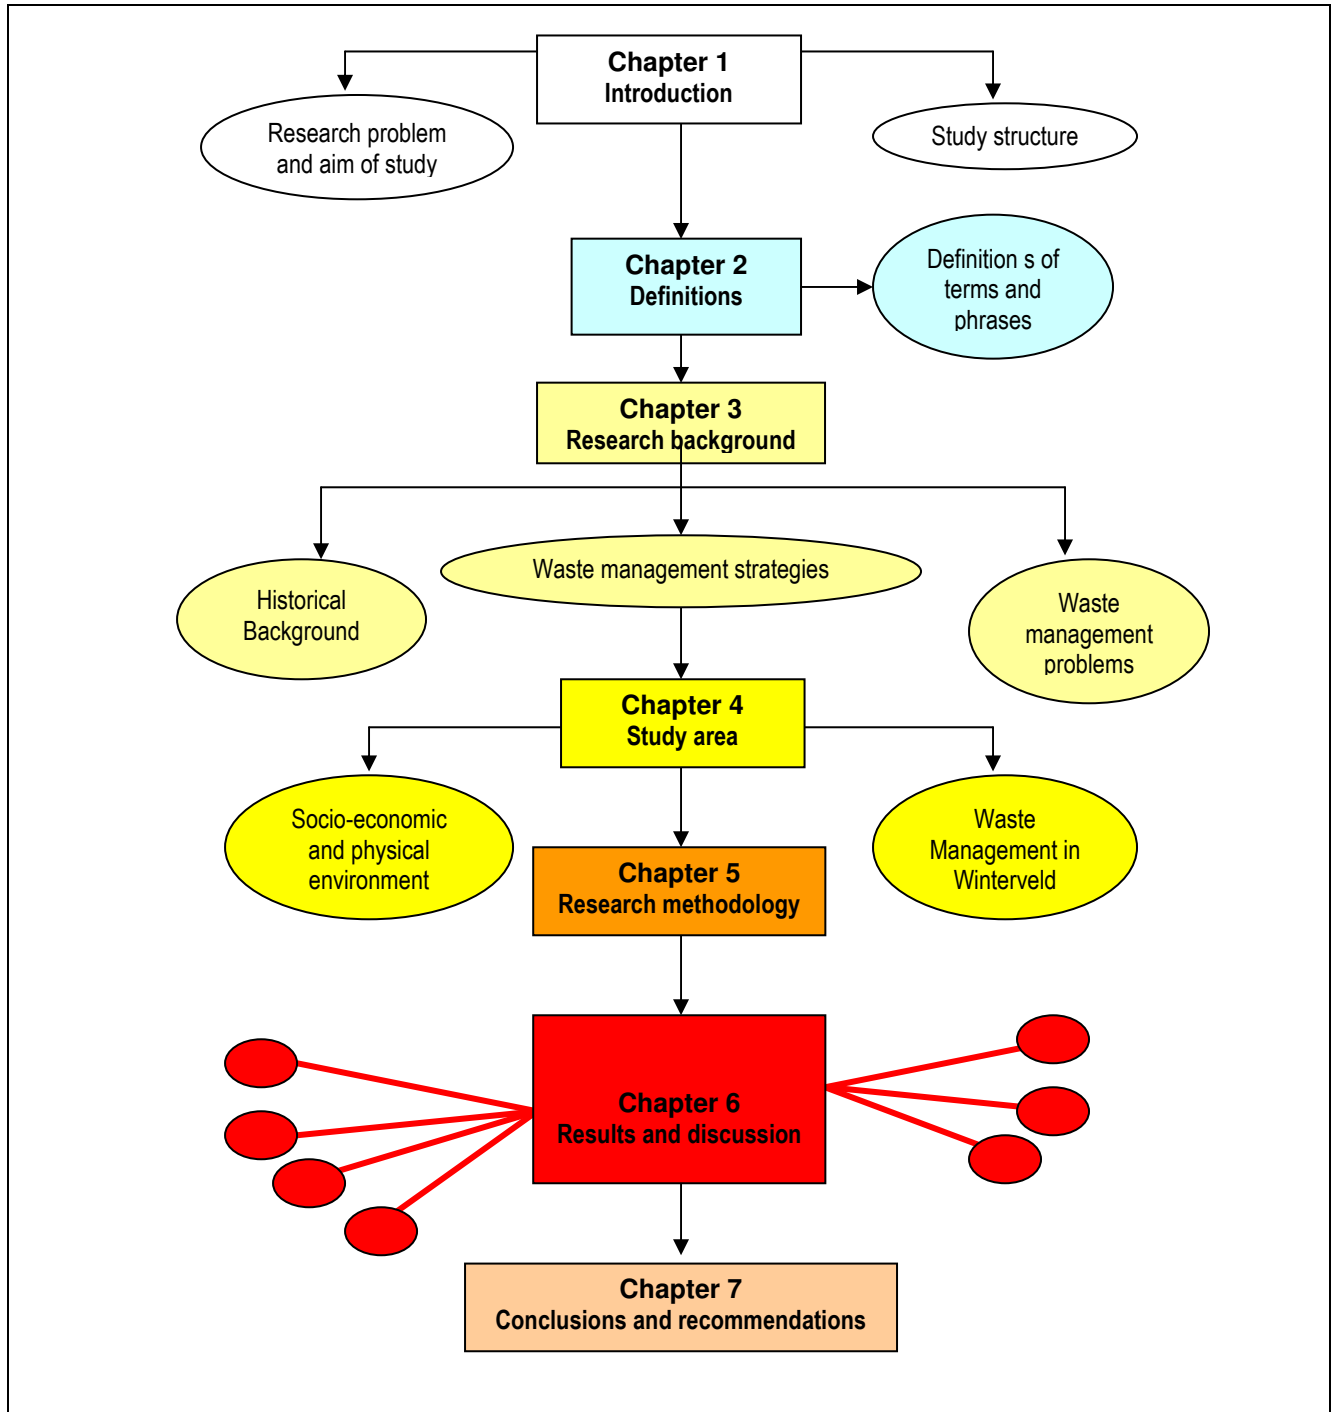 Chapter 1
Introduction
Research problem
and aim of study
Study structure
Chapter 2
Definitions
Definition s of
terms and
phrases
Chapter 3
Research background
Waste management strategies
Historical
Background
Waste
management
problems
Chapter 4
Study area
Socio-economic
and physical
environment
Waste
Management in
Winterveld
Chapter 5
Research methodology
Chapter 6
Results and discussion
Chapter 7
Conclusions and recommendations